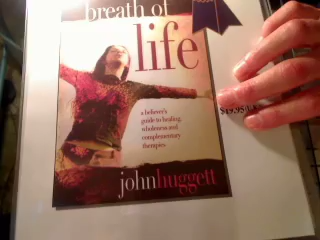 breath of
life
a believer's
guide to healing,
wholeness and
complementary
therapies.
johnhuggett